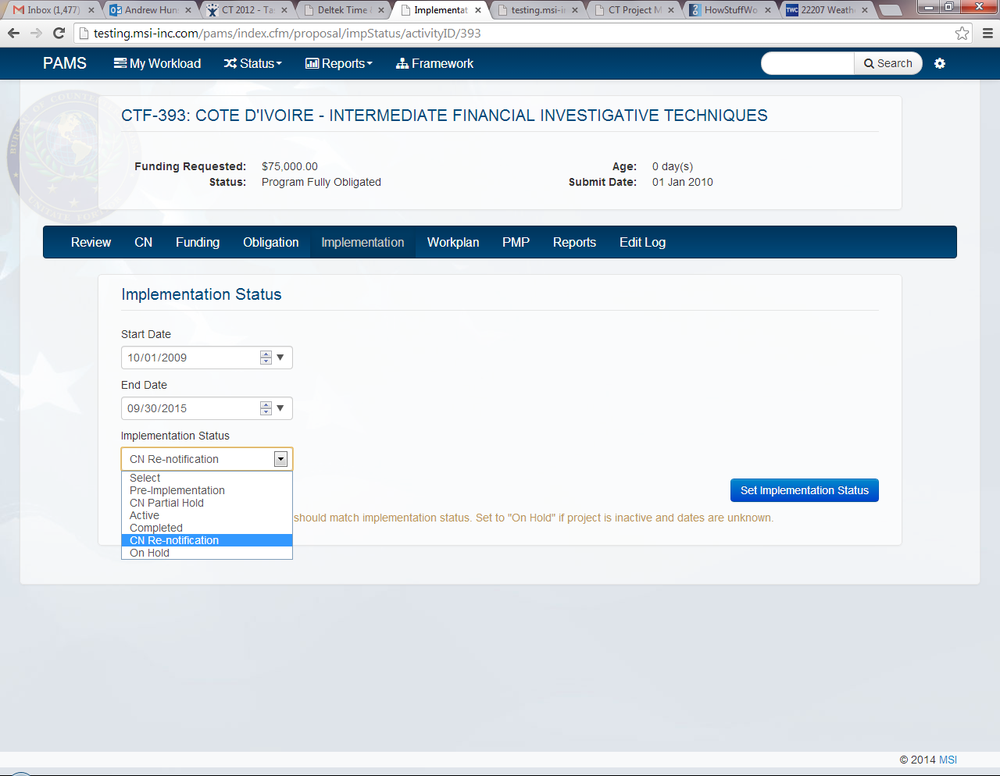 Inbox (1,477)
Andrew Hun
CT 2012 - Ta
Deltek Time
Implementat
testing.msi-i
CT Project M
HowStuffWo
TWC 22207 Weath
testing.msi-inc.com/pams/index.cfm/proposal/impStatus/activityID/393
PAMS My Workload Status Reports Framework Search
CTF-393: COTE D'IVOIRE - INTERMEDIATE FINANCIAL INVESTIGATIVE TECHNIQUES
Funding Requested: $75,000.00 Age: 0 day(s)
Status: Program Fully Obligated Submit Date: 01 Jan 2010
Review CN Funding Obligation Implementation Workplan PMP Reports Edit Log
Implementation Status
Start Date
10/01/2009
End Date
09/30/2015
Implementation Status
CN Re-notification
Select
Pre-Implementation
CN Partial Hold
Active
Completed
CN Re-notification
On Hold
Set Implementation Status
should match implementation status. Set to "On Hold" if project is inactive and dates are unknown.
© 2014 MSI